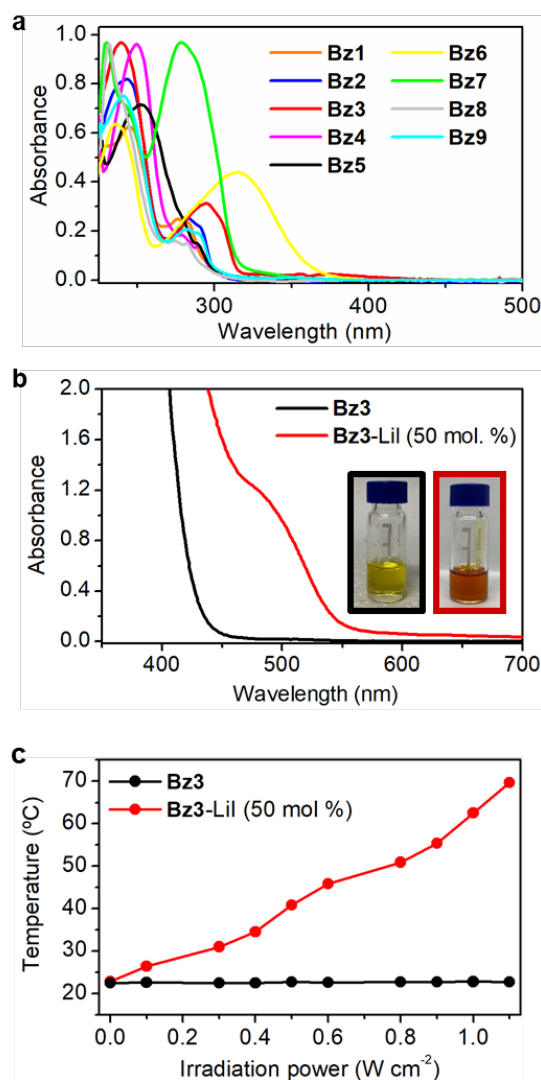 a
Absorbance
1.0
0.8
0.6
0.4
0.2
0.0
Bz1
Bz2
Bz3
Bz4
Bz5
Bz6
Bz7
Bz8
Bz9
300
400
500
Wavelength (nm)
b
Absorbance
2.0
1.6
1.2
0.8
0.4
0.0
Bz3
Bz3-LiI (50 mol. %)
400
500
600
700
Wavelength (nm)
c
Temperature (ºC)
70
60
50
40
30
20
Bz3
Bz3-LiI (50 mol %)
0.0
0.2
0.4
0.6
0.8
1.0
Irradiation power (W cm⁻²)